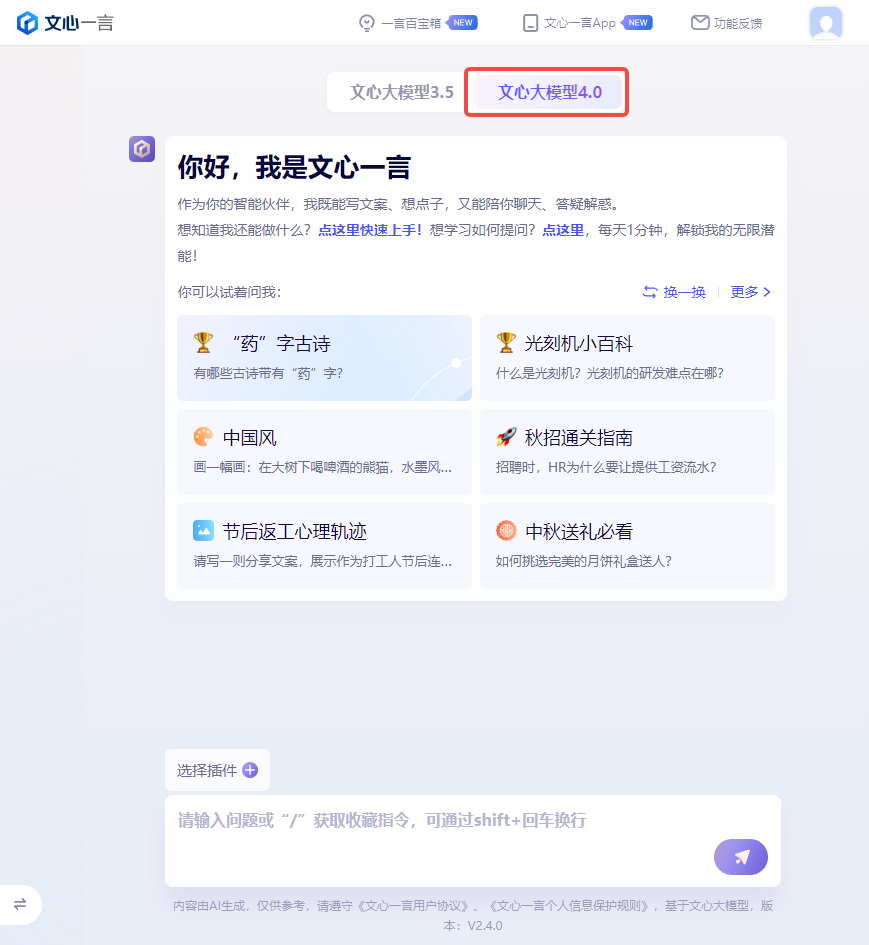 文心一言
一言百宝箱 NEW
文心一言App NEW
功能反馈
文心大模型3.5
文心大模型4.0
你好，我是文心一言
作为你的智能伙伴，我既能写文案、想点子，又能陪你聊天、答疑解惑。
想知道我还能做什么？点这里快速上手！想学习如何提问？点这里，每天1分钟，解锁我的无限潜
能！
你可以试着问我：
换一换
更多
“药”字古诗
有哪些古诗带有“药”字？
光刻机小百科
什么是光刻机？光刻机的研发难点在哪？
中国风
画一幅画：在大树下喝啤酒的熊猫，水墨风...
秋招通关指南
招聘时，HR为什么要让提供工资流水？
节后返工心理轨迹
请写一则分享文案，展示作为打工人节后连...
中秋送礼必看
如何挑选完美的月饼礼盒送人？
选择插件
请输入问题或“/”获取收藏指令，可通过shift+回车换行
内容由AI生成，仅供参考，请遵守《文心一言用户协议》、《文心一言个人信息保护规则》，基于文心大模型，版
本：V2.4.0